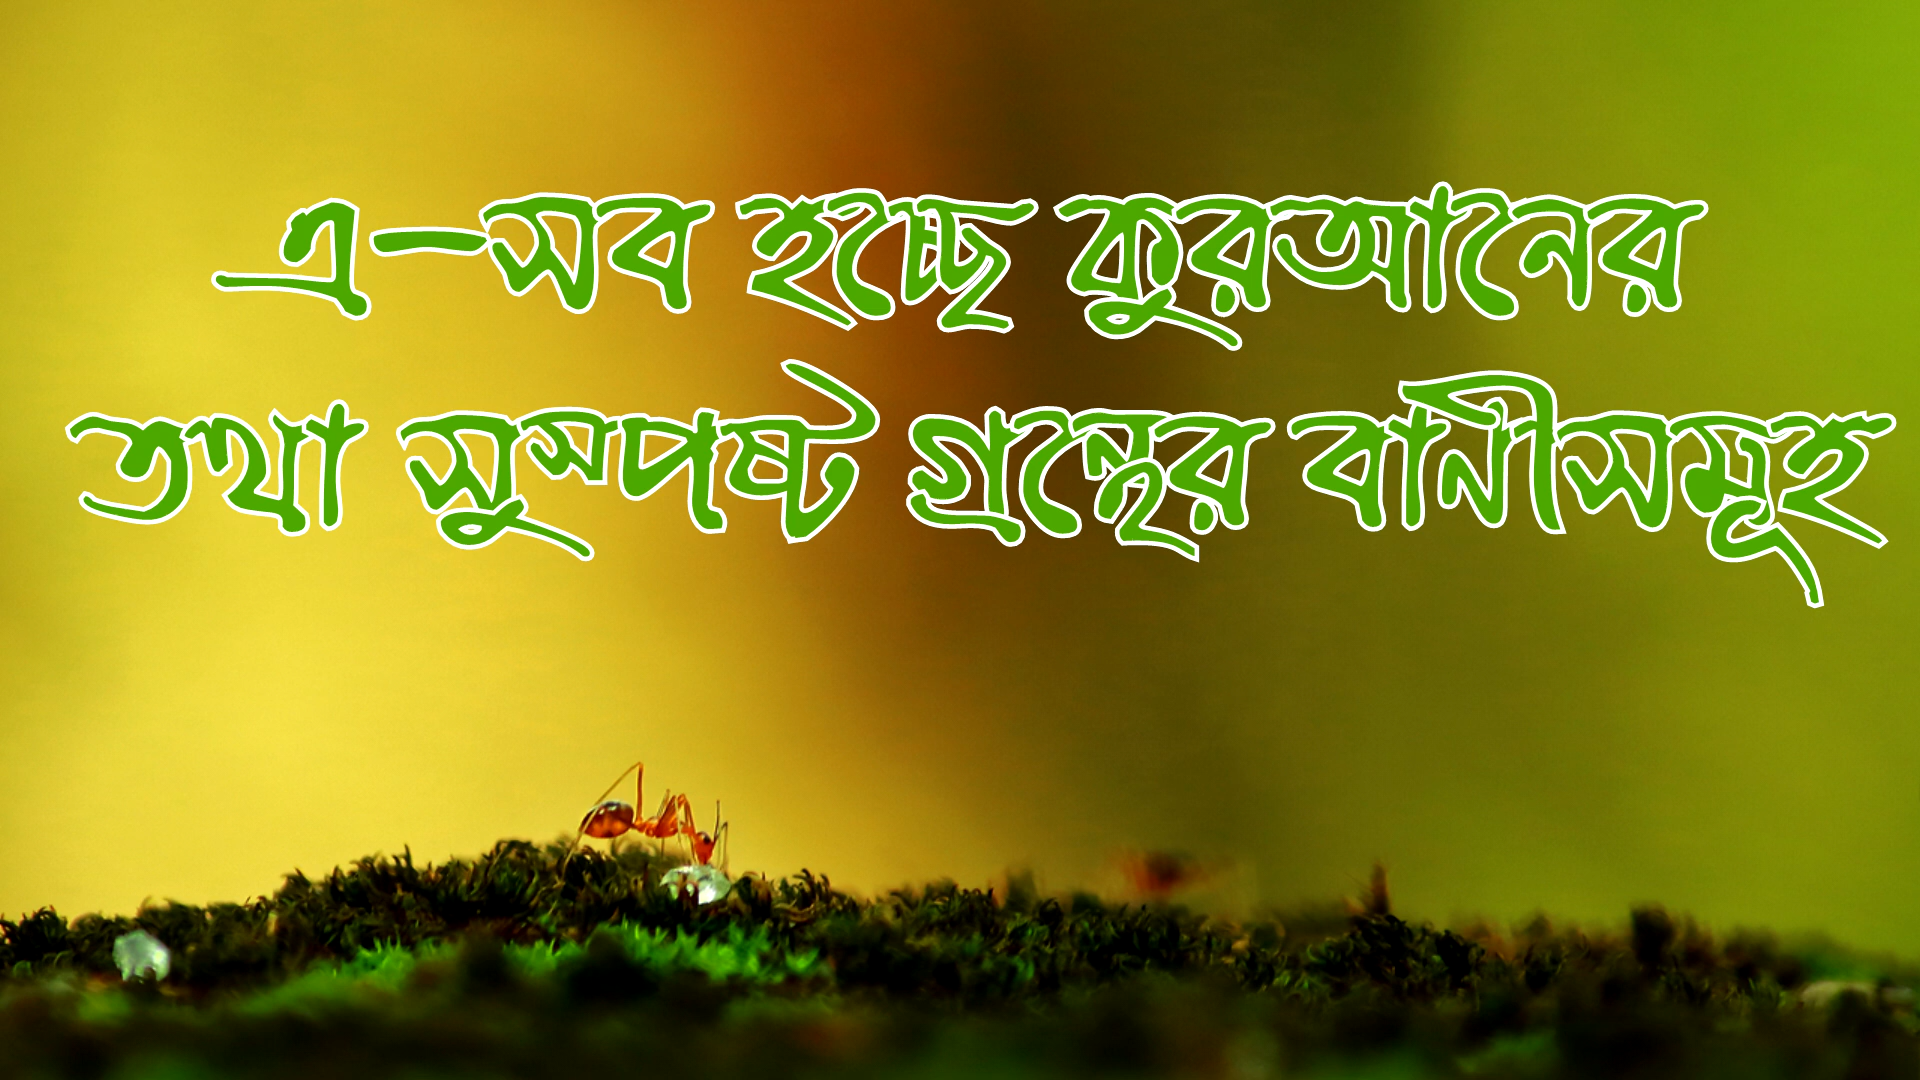 এ-সব হচ্ছে কুরআনের
তথা সুস্পষ্ট গ্রন্থের বাণীসমূহ